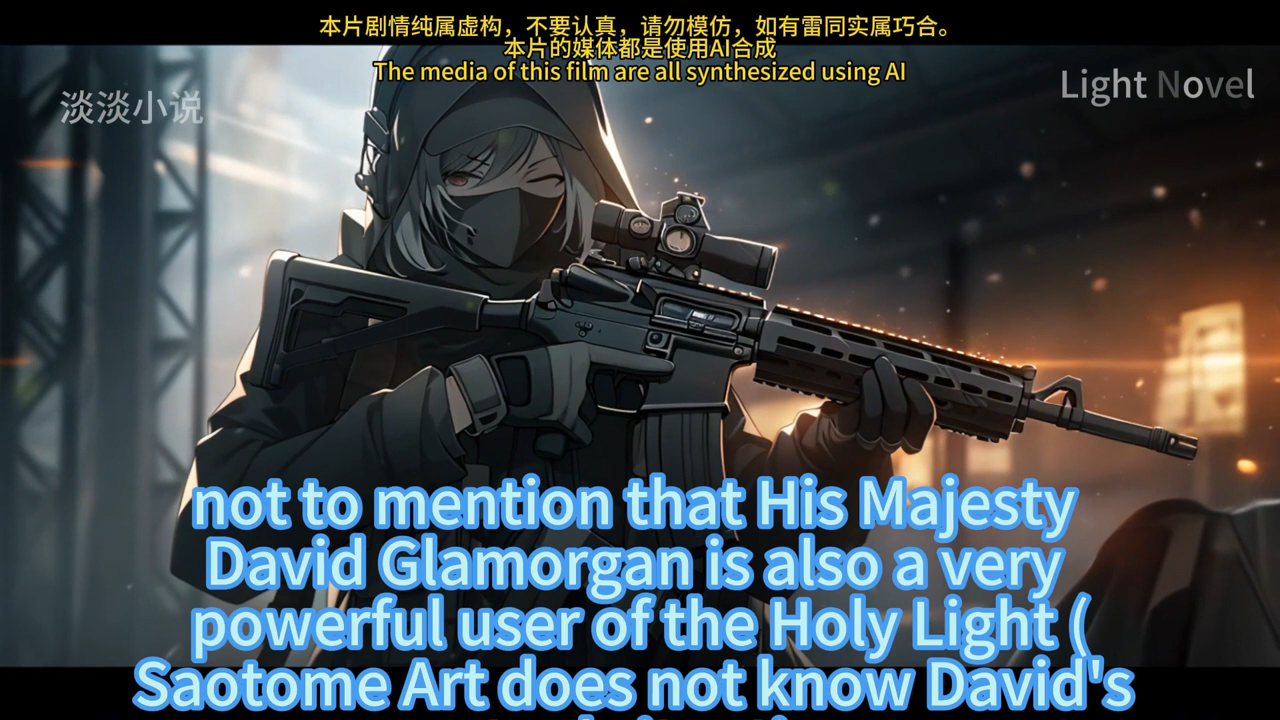 本片剧情纯属虚构，不要认真，请勿模仿，如有雷同实属巧合。
本片的媒体都是使用AI合成
The media of this film are all synthesized using AI
淡淡小说
Light Novel
not to mention that His Majesty
David Glamorgan is also a very
powerful user of the Holy Light (
Saotome Art does not know David's